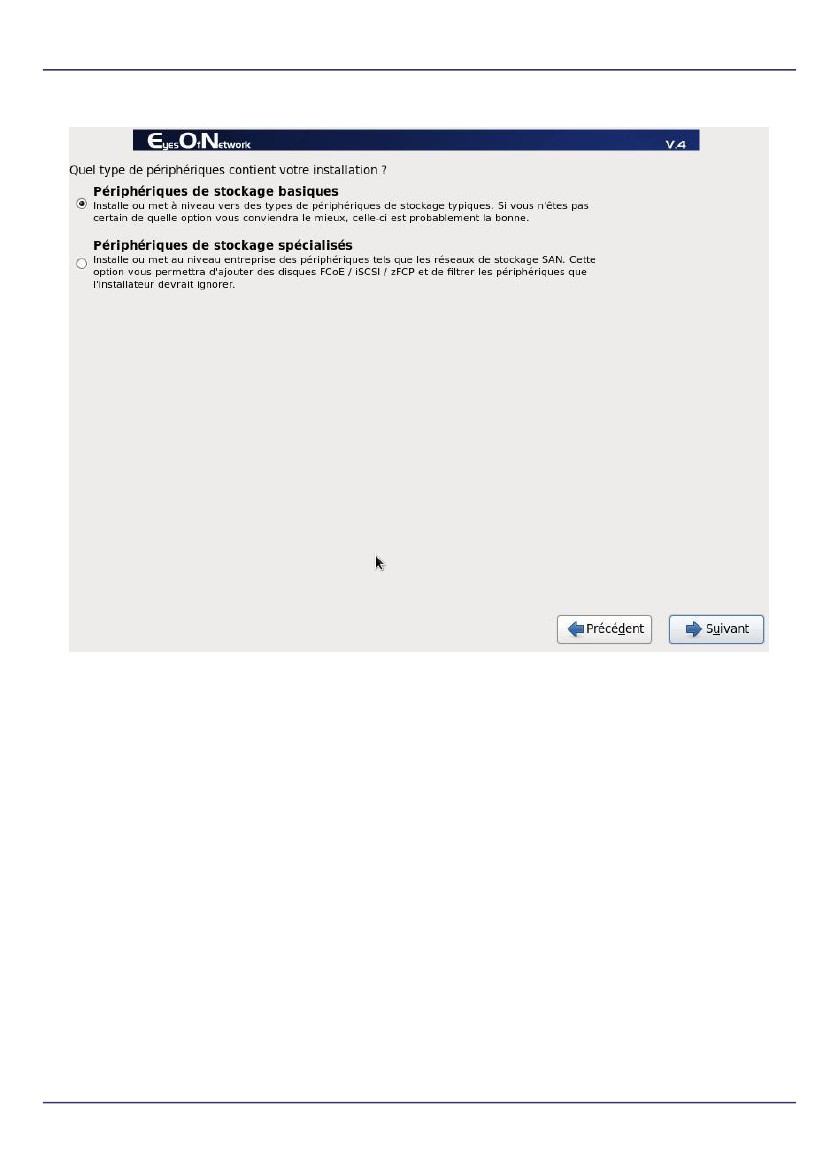 Eyes Of Network V.4
Quel type de périphériques contient votre installation ?
Périphériques de stockage basiques
Installe ou met à niveau vers des types de périphériques de stockage typiques. Si vous n'êtes pas
certain de quelle option vous conviendra le mieux, celle-ci est probablement la bonne.
Périphériques de stockage spécialisés
Installe ou met au niveau entreprise des périphériques tels que les réseaux de stockage SAN. Cette
option vous permettra d'ajouter des disques FCoE / iSCSI / zFCP et de filtrer les périphériques que
l'installateur devrait ignorer.
Précédent
Suivant